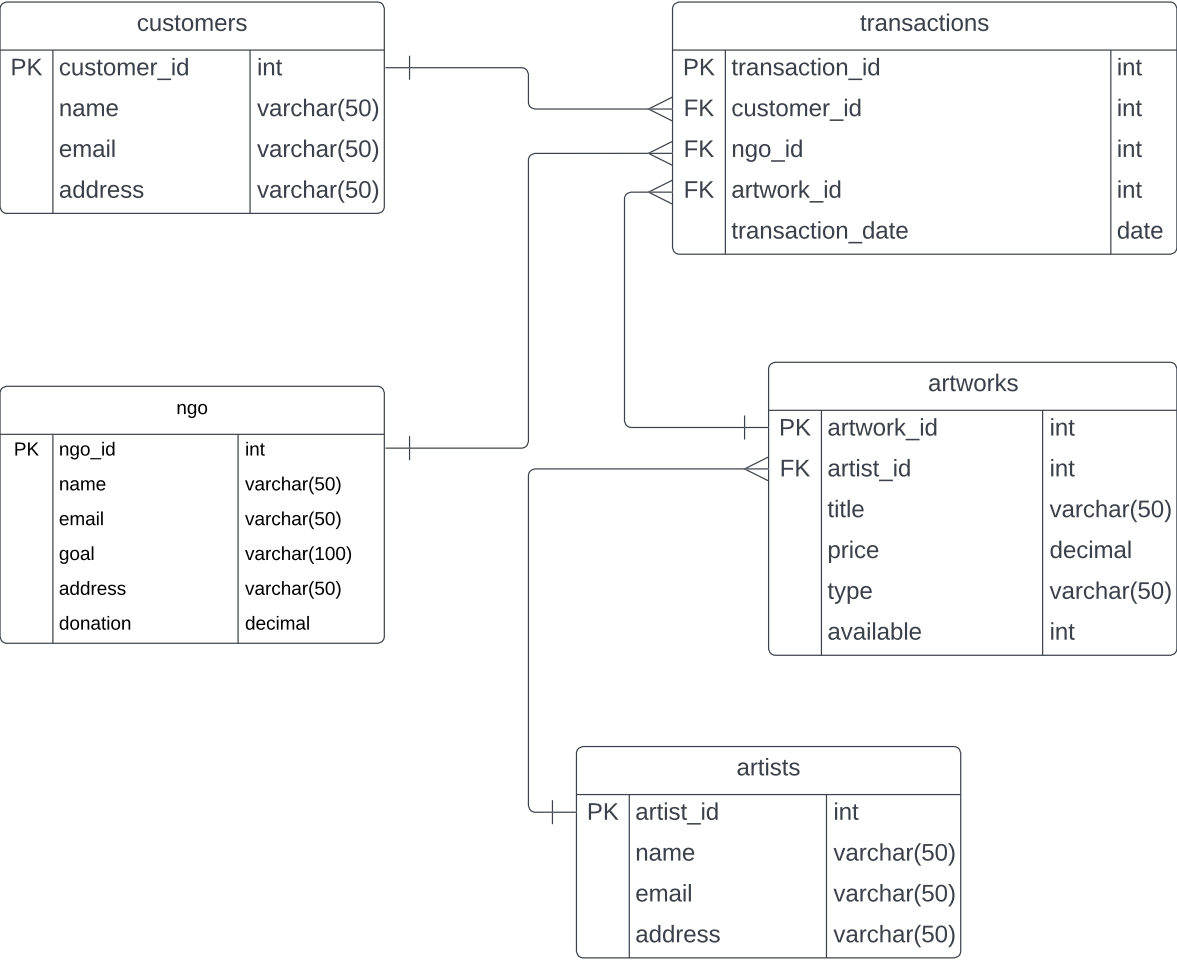 customers
PK customer_id int
name varchar(50)
email varchar(50)
address varchar(50)
transactions
PK transaction_id int
FK customer_id int
FK ngo_id int
FK artwork_id int
transaction_date date
ngo
PK ngo_id int
name varchar(50)
email varchar(50)
goal varchar(100)
address varchar(50)
donation decimal
artworks
PK artwork_id int
FK artist_id int
title varchar(50)
price decimal
type varchar(50)
available int
artists
PK artist_id int
name varchar(50)
email varchar(50)
address varchar(50)